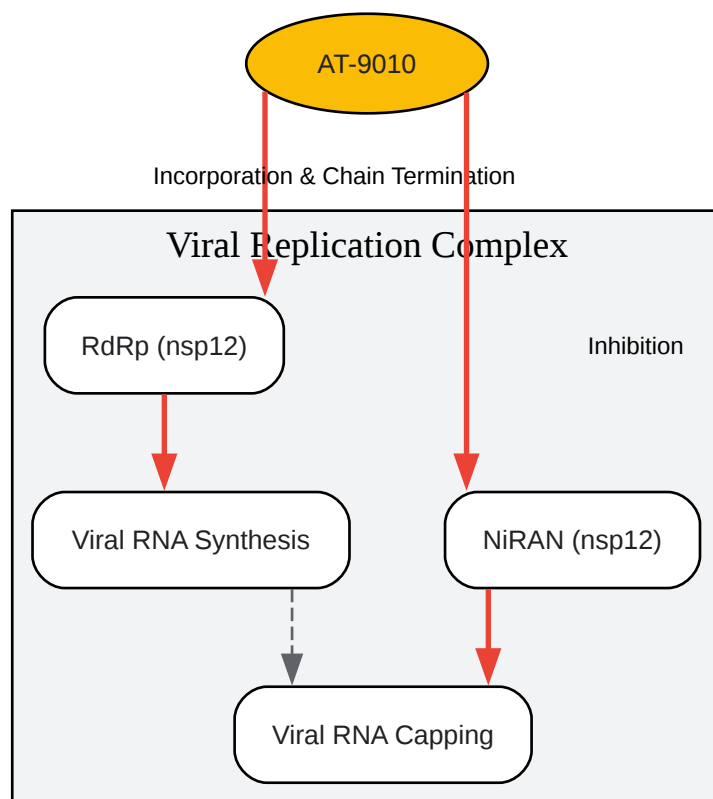 AT-9010
Incorporation & Chain Termination
Viral Replication Complex
RdRp (nsp12)
Inhibition
Viral RNA Synthesis
NiRAN (nsp12)
Viral RNA Capping